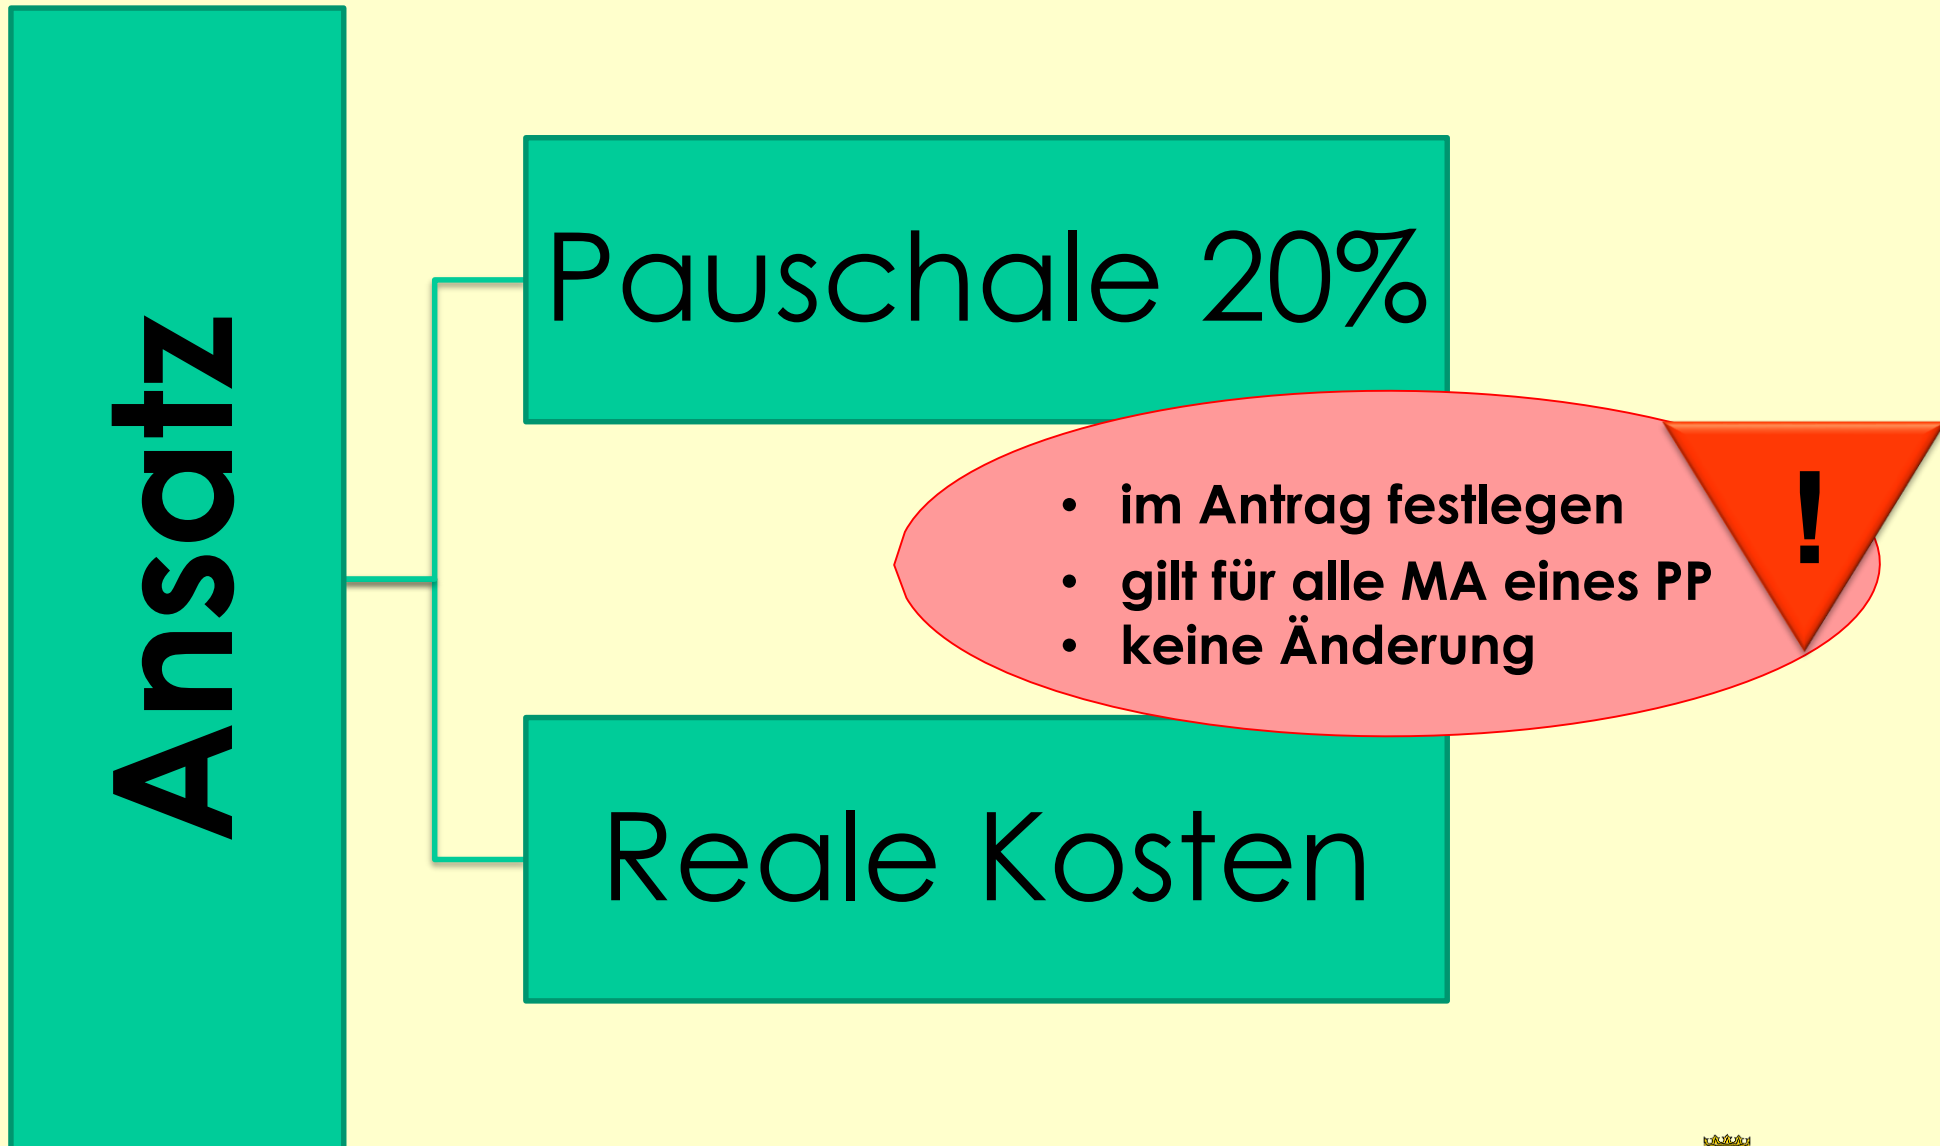 Ansatz
Pauschale 20%
• im Antrag festlegen
• gilt für alle MA eines PP
• keine Änderung
!
Reale Kosten